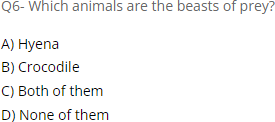 Q6- Which animals are the beasts of prey?
A) Hyena
B) Crocodile
C) Both of them
D) None of them